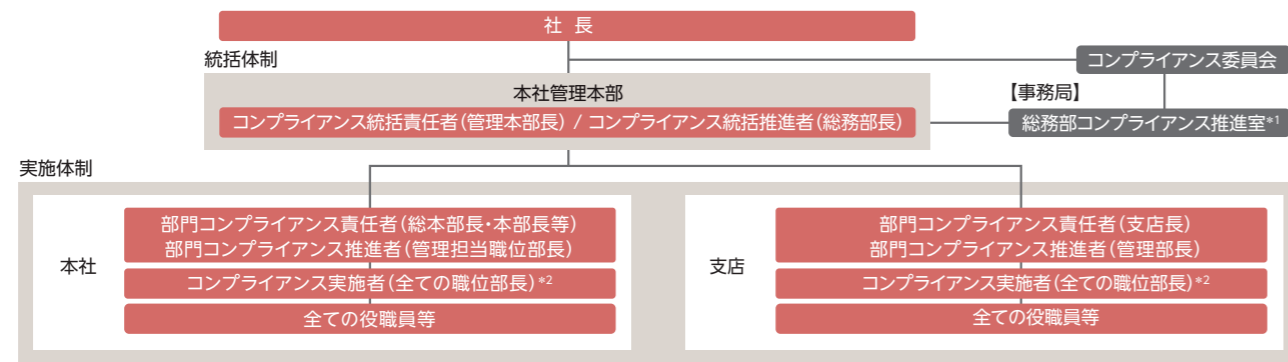 社 長
統括体制
コンプライアンス委員会
本社管理本部
【事務局】
コンプライアンス統括責任者(管理本部長) / コンプライアンス統括推進者(総務部長)
総務部コンプライアンス推進室*1
実施体制
本社
部門コンプライアンス責任者(総本部長・本部長等)
部門コンプライアンス推進者(管理担当職位部長)
コンプライアンス実施者(全ての職位部長)*2
全ての役職員等
支店
部門コンプライアンス責任者(支店長)
部門コンプライアンス推進者(管理部長)
コンプライアンス実施者(全ての職位部長)*2
全ての役職員等